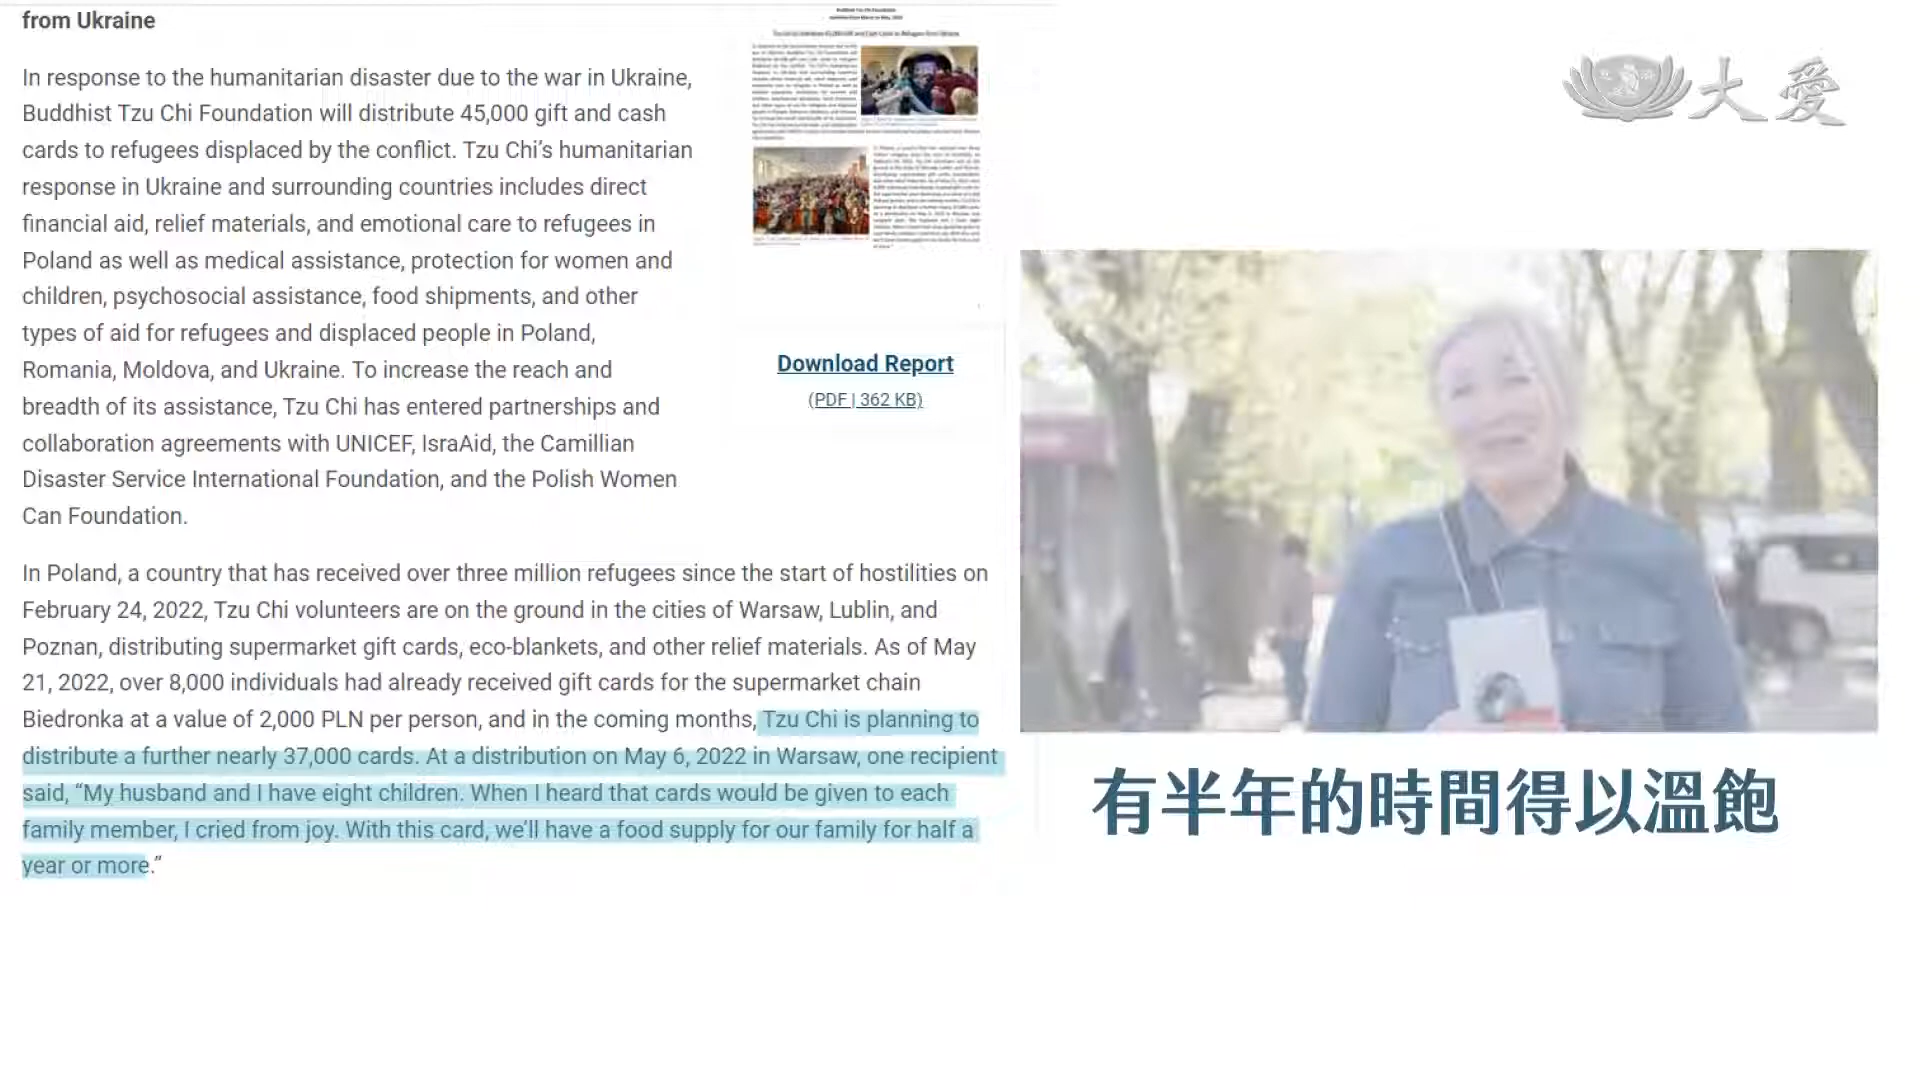 from Ukraine
In response to the humanitarian disaster due to the war in Ukraine,
Buddhist Tzu Chi Foundation will distribute 45,000 gift and cash
cards to refugees displaced by the conflict. Tzu Chi’s humanitarian
response in Ukraine and surrounding countries includes direct
financial aid, relief materials, and emotional care to refugees in
Poland as well as medical assistance, protection for women and
children, psychosocial assistance, food shipments, and other
types of aid for refugees and displaced people in Poland,
Romania, Moldova, and Ukraine. To increase the reach and
breadth of its assistance, Tzu Chi has entered partnerships and
collaboration agreements with UNICEF, IsraAid, the Camillian
Disaster Service International Foundation, and the Polish Women
Can Foundation.
In Poland, a country that has received over three million refugees since the start of hostilities on
February 24, 2022, Tzu Chi volunteers are on the ground in the cities of Warsaw, Lublin, and
Poznan, distributing supermarket gift cards, eco-blankets, and other relief materials. As of May
21, 2022, over 8,000 individuals had already received gift cards for the supermarket chain
Biedronka at a value of 2,000 PLN per person, and in the coming months, Tzu Chi is planning to
distribute a further nearly 37,000 cards. At a distribution on May 6, 2022 in Warsaw, one recipient
said, “My husband and I have eight children. When I heard that cards would be given to each
family member, I cried from joy. With this card, we’ll have a food supply for our family for half a
year or more.”
Download Report
(PDF | 362 KB)
大愛
有半年的時間得以溫飽